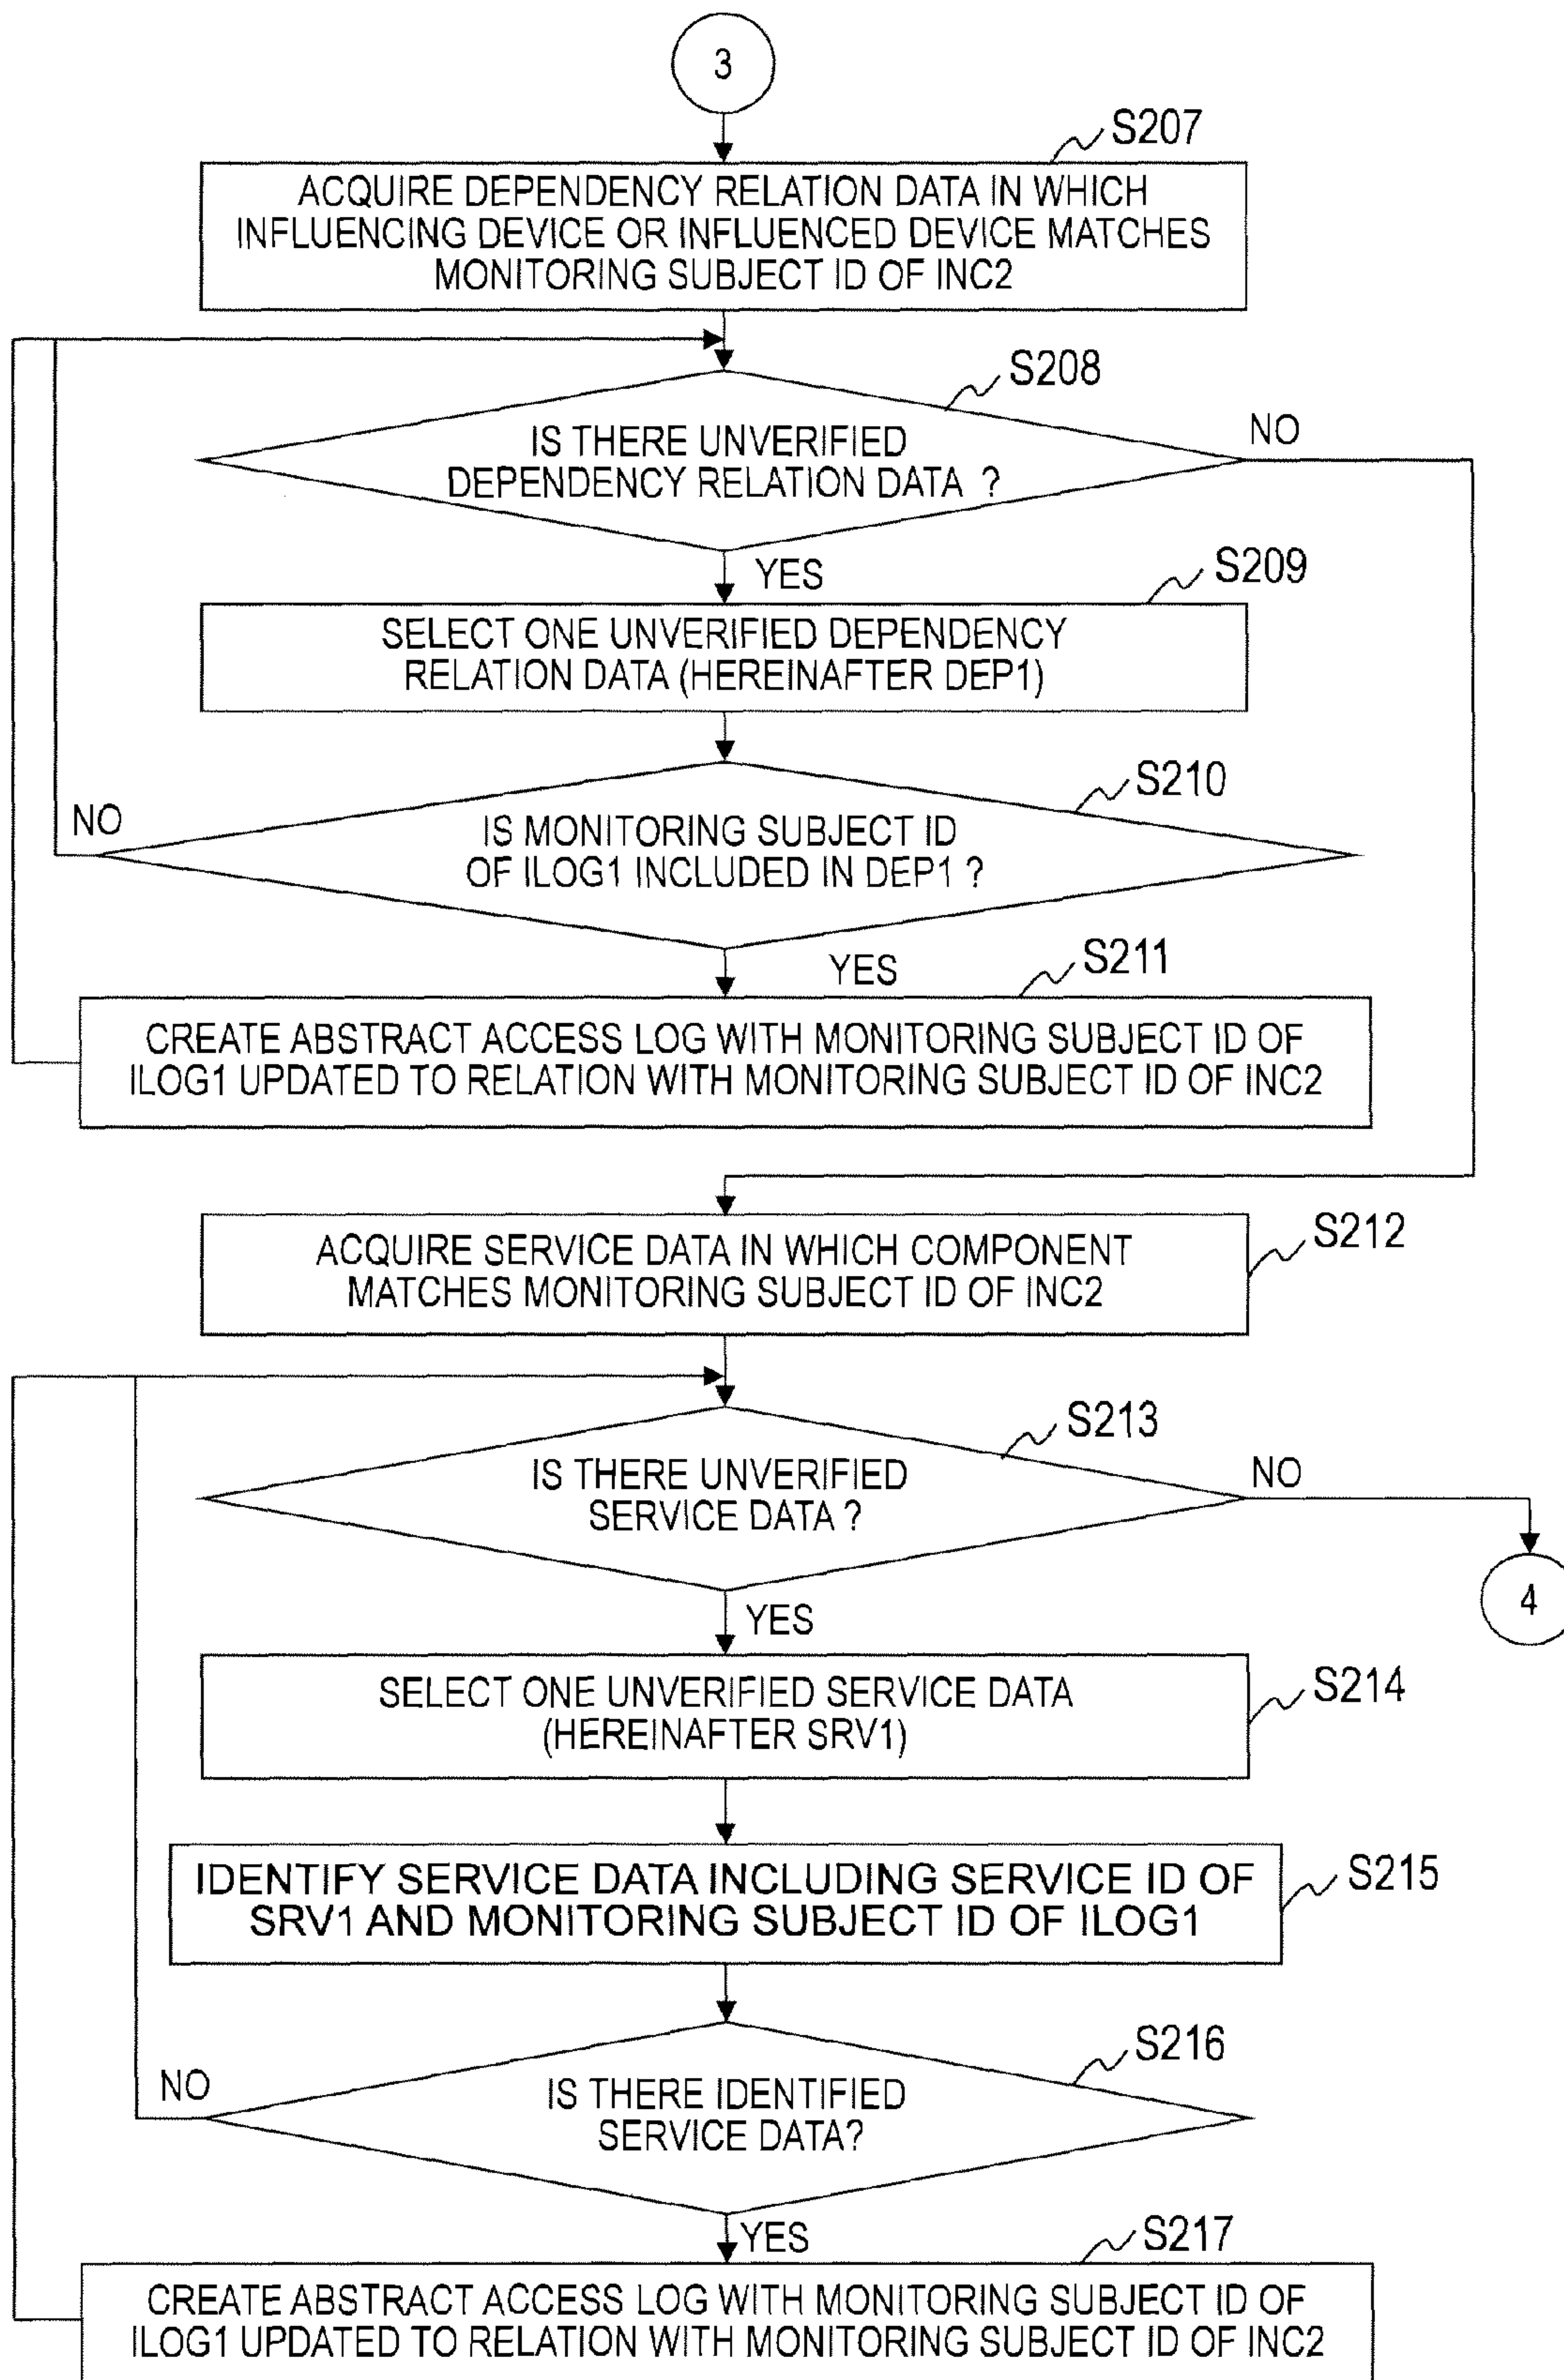 3
S207
ACQUIRE DEPENDENCY RELATION DATA IN WHICH
INFLUENCING DEVICE OR INFLUENCED DEVICE MATCHES
MONITORING SUBJECT ID OF INC2
S208
IS THERE UNVERIFIED
DEPENDENCY RELATION DATA ?
NO
YES
S209
SELECT ONE UNVERIFIED DEPENDENCY
RELATION DATA (HEREINAFTER DEP1)
S210
NO
IS MONITORING SUBJECT ID
OF ILOG1 INCLUDED IN DEP1 ?
YES
S211
CREATE ABSTRACT ACCESS LOG WITH MONITORING SUBJECT ID OF
ILOG1 UPDATED TO RELATION WITH MONITORING SUBJECT ID OF INC2
S212
ACQUIRE SERVICE DATA IN WHICH COMPONENT
MATCHES MONITORING SUBJECT ID OF INC2
S213
IS THERE UNVERIFIED
SERVICE DATA ?
NO
4
YES
S214
SELECT ONE UNVERIFIED SERVICE DATA
(HEREINAFTER SRV1)
S215
IDENTIFY SERVICE DATA INCLUDING SERVICE ID OF
SRV1 AND MONITORING SUBJECT ID OF ILOG1
S216
NO
IS THERE IDENTIFIED
SERVICE DATA?
YES
S217
CREATE ABSTRACT ACCESS LOG WITH MONITORING SUBJECT ID OF
ILOG1 UPDATED TO RELATION WITH MONITORING SUBJECT ID OF INC2